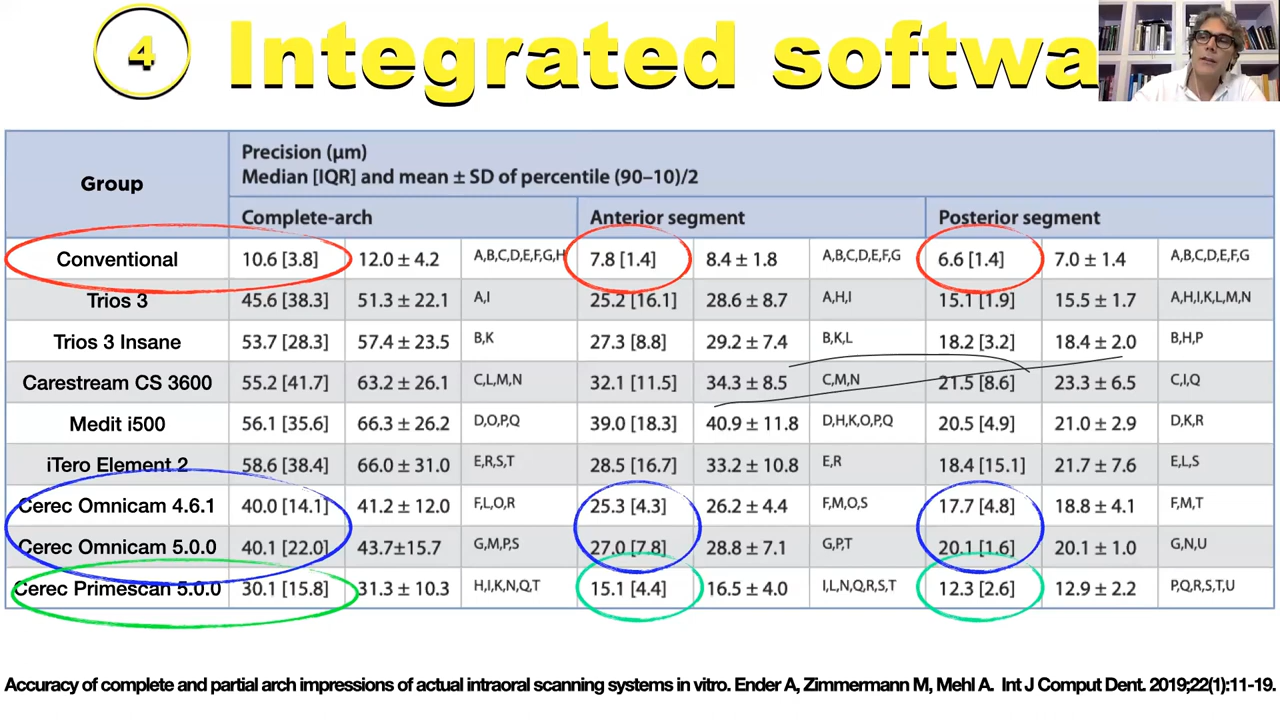 4 Integrated softwa
Group
Precision (µm)
Median [IQR] and mean ± SD of percentile (90–10)/2
Complete-arch Anterior segment Posterior segment
Conventional 10.6 [3.8] 12.0 ± 4.2 A,B,C,D,E,F,G,H 7.8 [1.4] 8.4 ± 1.8 A,B,C,D,E,F,G 6.6 [1.4] 7.0 ± 1.4 A,B,C,D,E,F,G
Trios 3 45.6 [38.3] 51.3 ± 22.1 A,I 25.2 [16.1] 28.6 ± 8.7 A,H,I 15.1 [1.9] 15.5 ± 1.7 A,H,I,K,L,M,N
Trios 3 Insane 53.7 [28.3] 57.4 ± 23.5 B,K 27.3 [8.8] 29.2 ± 7.4 B,K,L 18.2 [3.2] 18.4 ± 2.0 B,H,P
Carestream CS 3600 55.2 [41.7] 63.2 ± 26.1 C,L,M,N 32.1 [11.5] 34.3 ± 8.5 C,M,N 21.5 [8.6] 23.3 ± 6.5 C,I,Q
Medit i500 56.1 [35.6] 66.3 ± 26.2 D,O,P,Q 39.0 [18.3] 40.9 ± 11.8 D,H,K,O,P,Q 20.5 [4.9] 21.0 ± 2.9 D,K,R
iTero Element 2 58.6 [38.4] 66.0 ± 31.0 E,R,S,T 28.5 [16.7] 33.2 ± 10.8 E,R 18.4 [15.1] 21.7 ± 7.6 E,L,S
Cerec Omnicam 4.6.1 40.0 [14.1] 41.2 ± 12.0 F,L,O,R 25.3 [4.3] 26.2 ± 4.4 F,M,O,S 17.7 [4.8] 18.8 ± 4.1 F,M,T
Cerec Omnicam 5.0.0 40.1 [22.0] 43.7±15.7 G,M,P,S 27.0 [7.8] 28.8 ± 7.1 G,P,T 20.1 [1.6] 20.1 ± 1.0 G,N,U
Cerec Primescan 5.0.0 30.1 [15.8] 31.3 ± 10.3 H,I,K,N,Q,T 15.1 [4.4] 16.5 ± 4.0 I,L,N,Q,R,S,T 12.3 [2.6] 12.9 ± 2.2 P,Q,R,S,T,U
Accuracy of complete and partial arch impressions of actual intraoral scanning systems in vitro. Ender A, Zimmermann M, Mehl A. Int J Comput Dent. 2019;22(1):11-19.